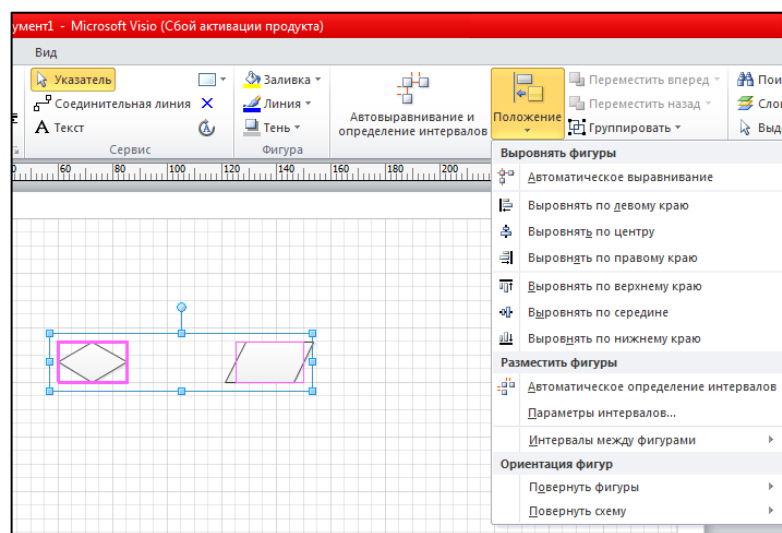 Microsoft Visio (Сбой активации продукта)
Вид
Указатель
Соединительная линия
A Текст
Сервис
Заливка
Линия
Тень
Фигура
Автовыравнивание и
определение интервалов
Положение
Переместить вперед
Переместить назад
Группировать
60 80 100 120 140 160 180 200
Выровнять фигуры
Автоматическое выравнивание
Выровнять по левому краю
Выровнять по центру
Выровнять по правому краю
Выровнять по верхнему краю
Выровнять по середине
Выровнять по нижнему краю
Разместить фигуры
Автоматическое определение интервалов
Параметры интервалов...
Интервалы между фигурами
Ориентация фигур
Повернуть фигуры
Повернуть схему